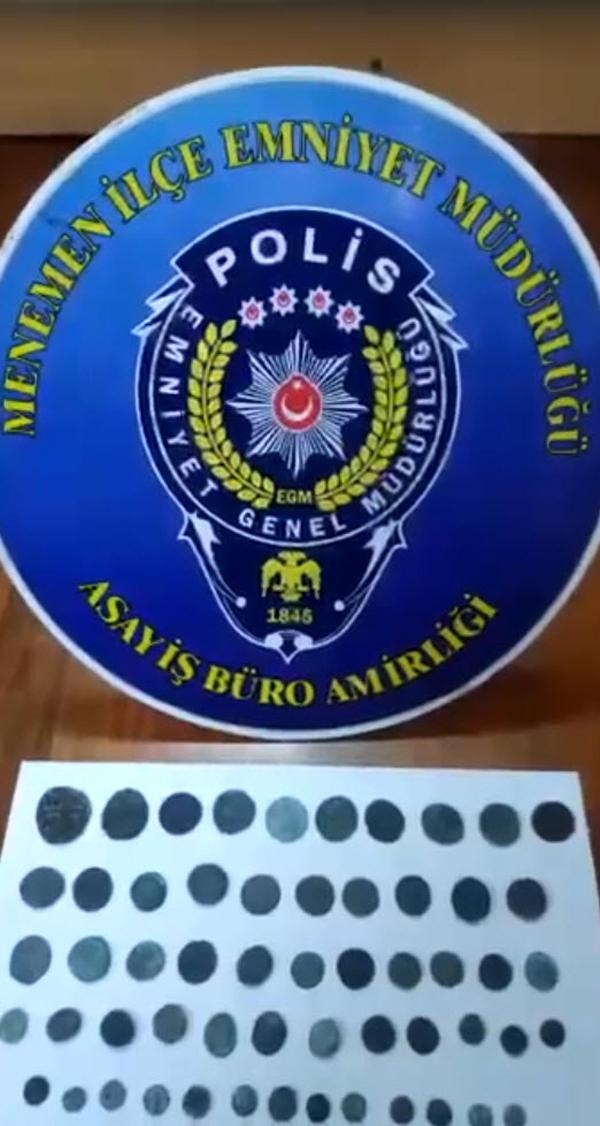 MENEMEN İLÇE EMNİYET MÜDÜRLÜĞÜ
POLİS
EMNİYET GENEL MÜDÜRLÜĞÜ
EGM
1845
ASAYİŞ BÜRO AMİRLİĞİ